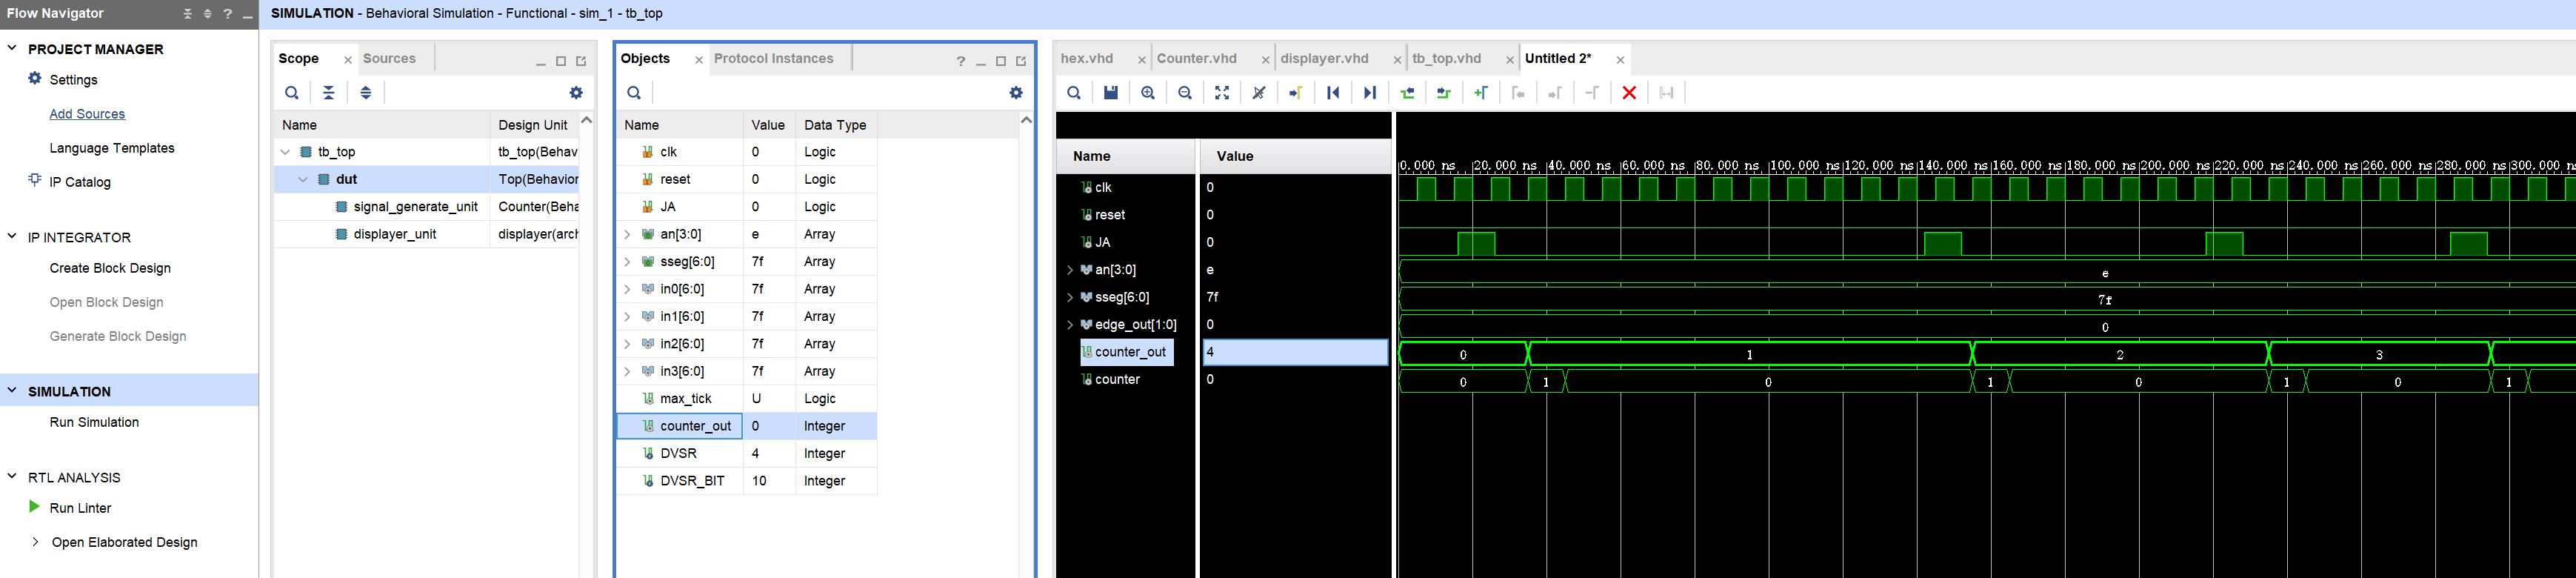 Flow Navigator ?
SIMULATION - Behavioral Simulation - Functional - sim_1 - tb_top
PROJECT MANAGER
Settings
Add Sources
Language Templates
IP Catalog
IP INTEGRATOR
Create Block Design
Open Block Design
Generate Block Design
SIMULATION
Run Simulation
RTL ANALYSIS
Run Linter
Open Elaborated Design
Scope Sources
Name Design Unit
tb_top tb_top(Behav
dut Top(Behavior
signal_generate_unit Counter(Beha
displayer_unit displayer(arch
Objects Protocol Instances ?
Name Value Data Type
clk 0 Logic
reset 0 Logic
JA 0 Logic
an[3:0] e Array
sseg[6:0] 7f Array
in0[6:0] 7f Array
in1[6:0] 7f Array
in2[6:0] 7f Array
in3[6:0] 7f Array
max_tick U Logic
counter_out 0 Integer
DVSR 4 Integer
DVSR_BIT 10 Integer
hex.vhd Counter.vhd displayer.vhd tb_top.vhd Untitled 2*
Name Value
0.000 ns 20.000 ns 40.000 ns 60.000 ns 80.000 ns 100.000 ns 120.000 ns 140.000 ns 160.000 ns 180.000 ns 200.000 ns 220.000 ns 240.000 ns 260.000 ns 280.000 ns 300.000
clk 0
reset 0
JA 0
an[3:0] e e
sseg[6:0] 7f 7f
edge_out[1:0] 0 0
counter_out 4 0 1 2 3
counter 0 0 1 0 1 0 1 0 1